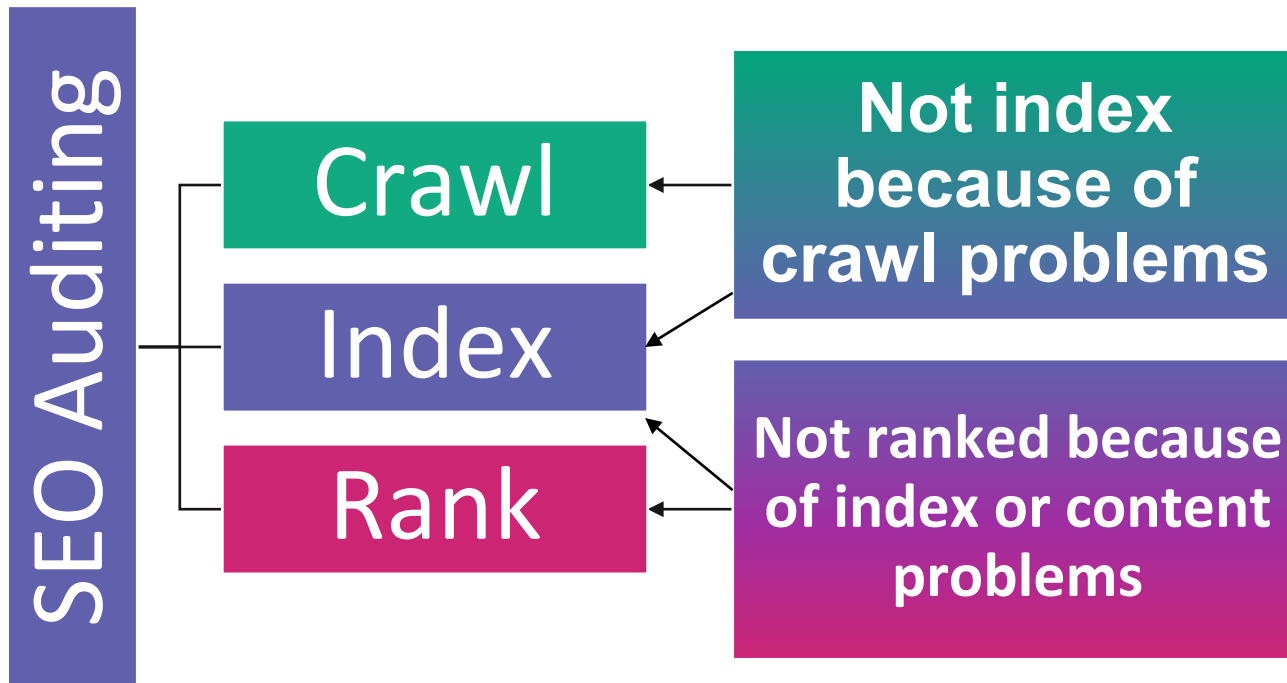 SEO Auditing
Crawl
Index
Rank
Not index
because of
crawl problems
Not ranked because
of index or content
problems